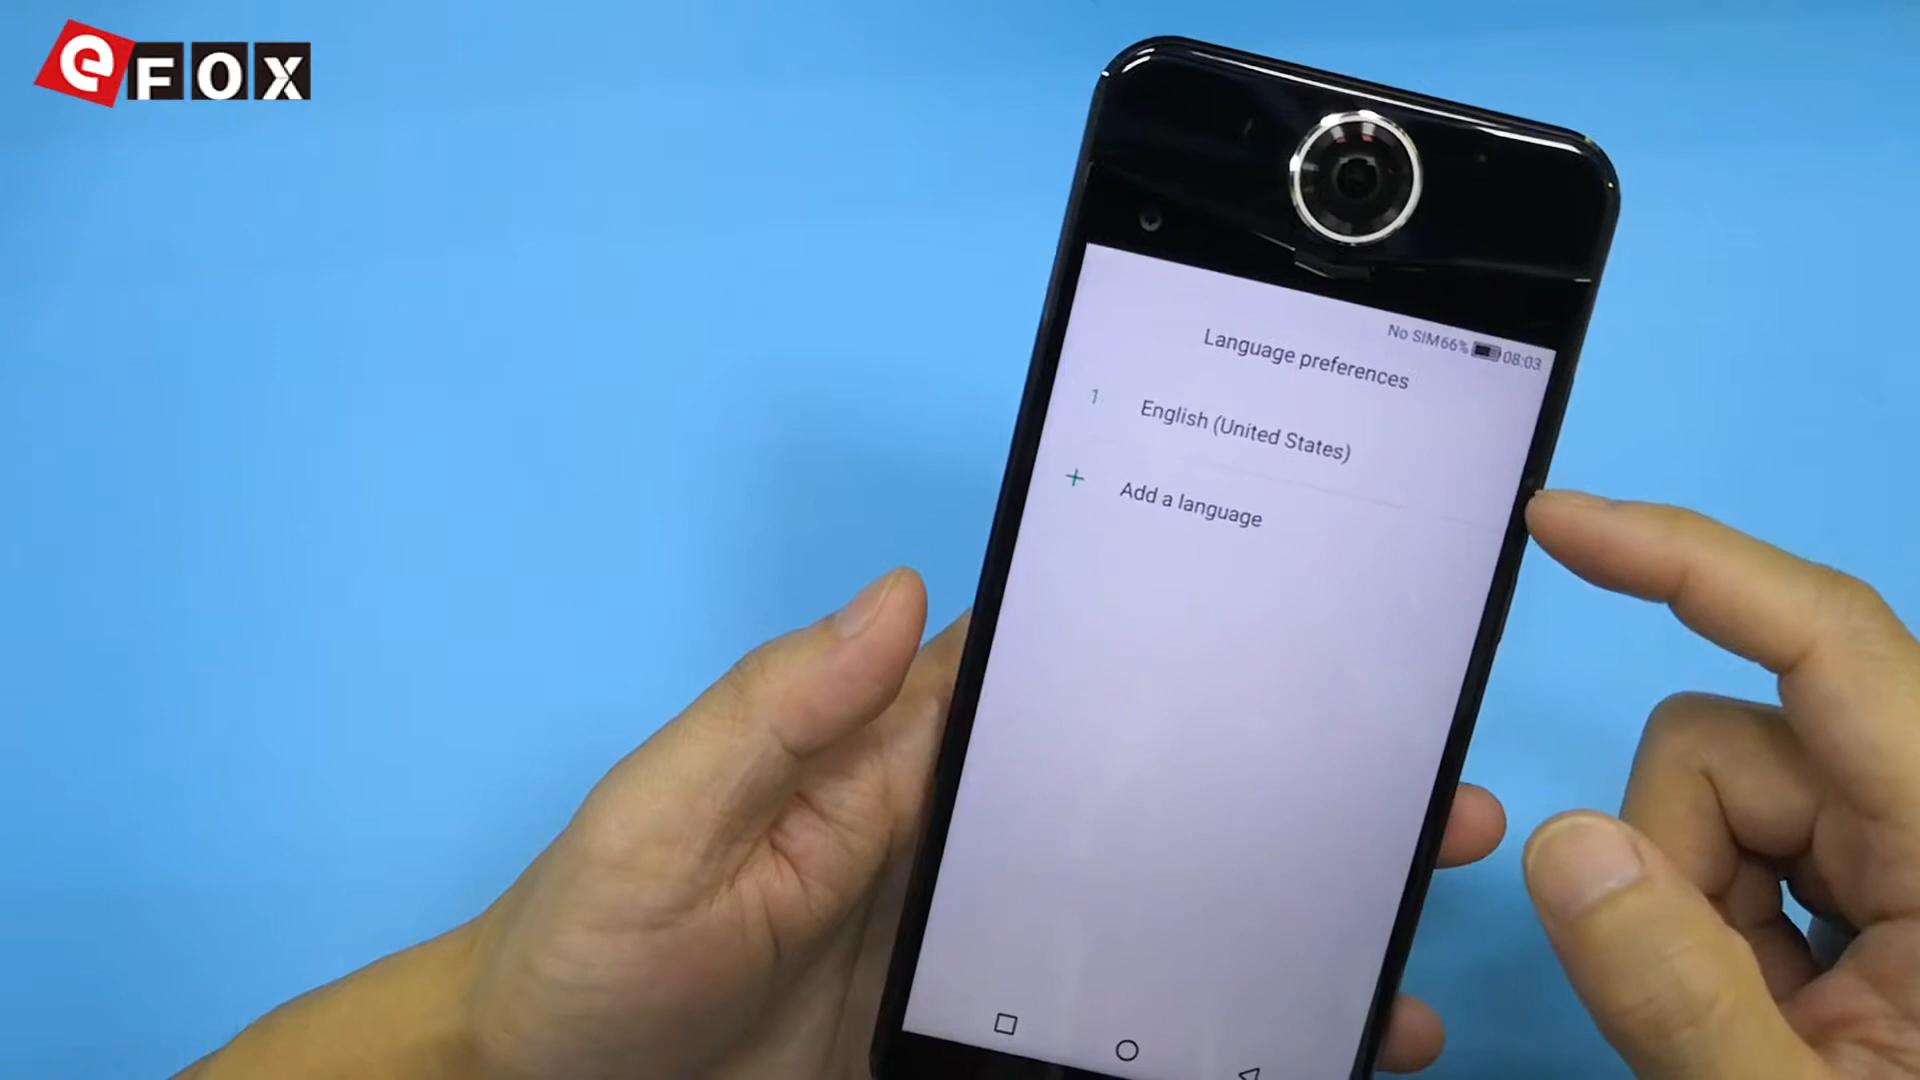 eFOX
No SIM 66% 08:03
Language preferences
1 English (United States)
+ Add a language